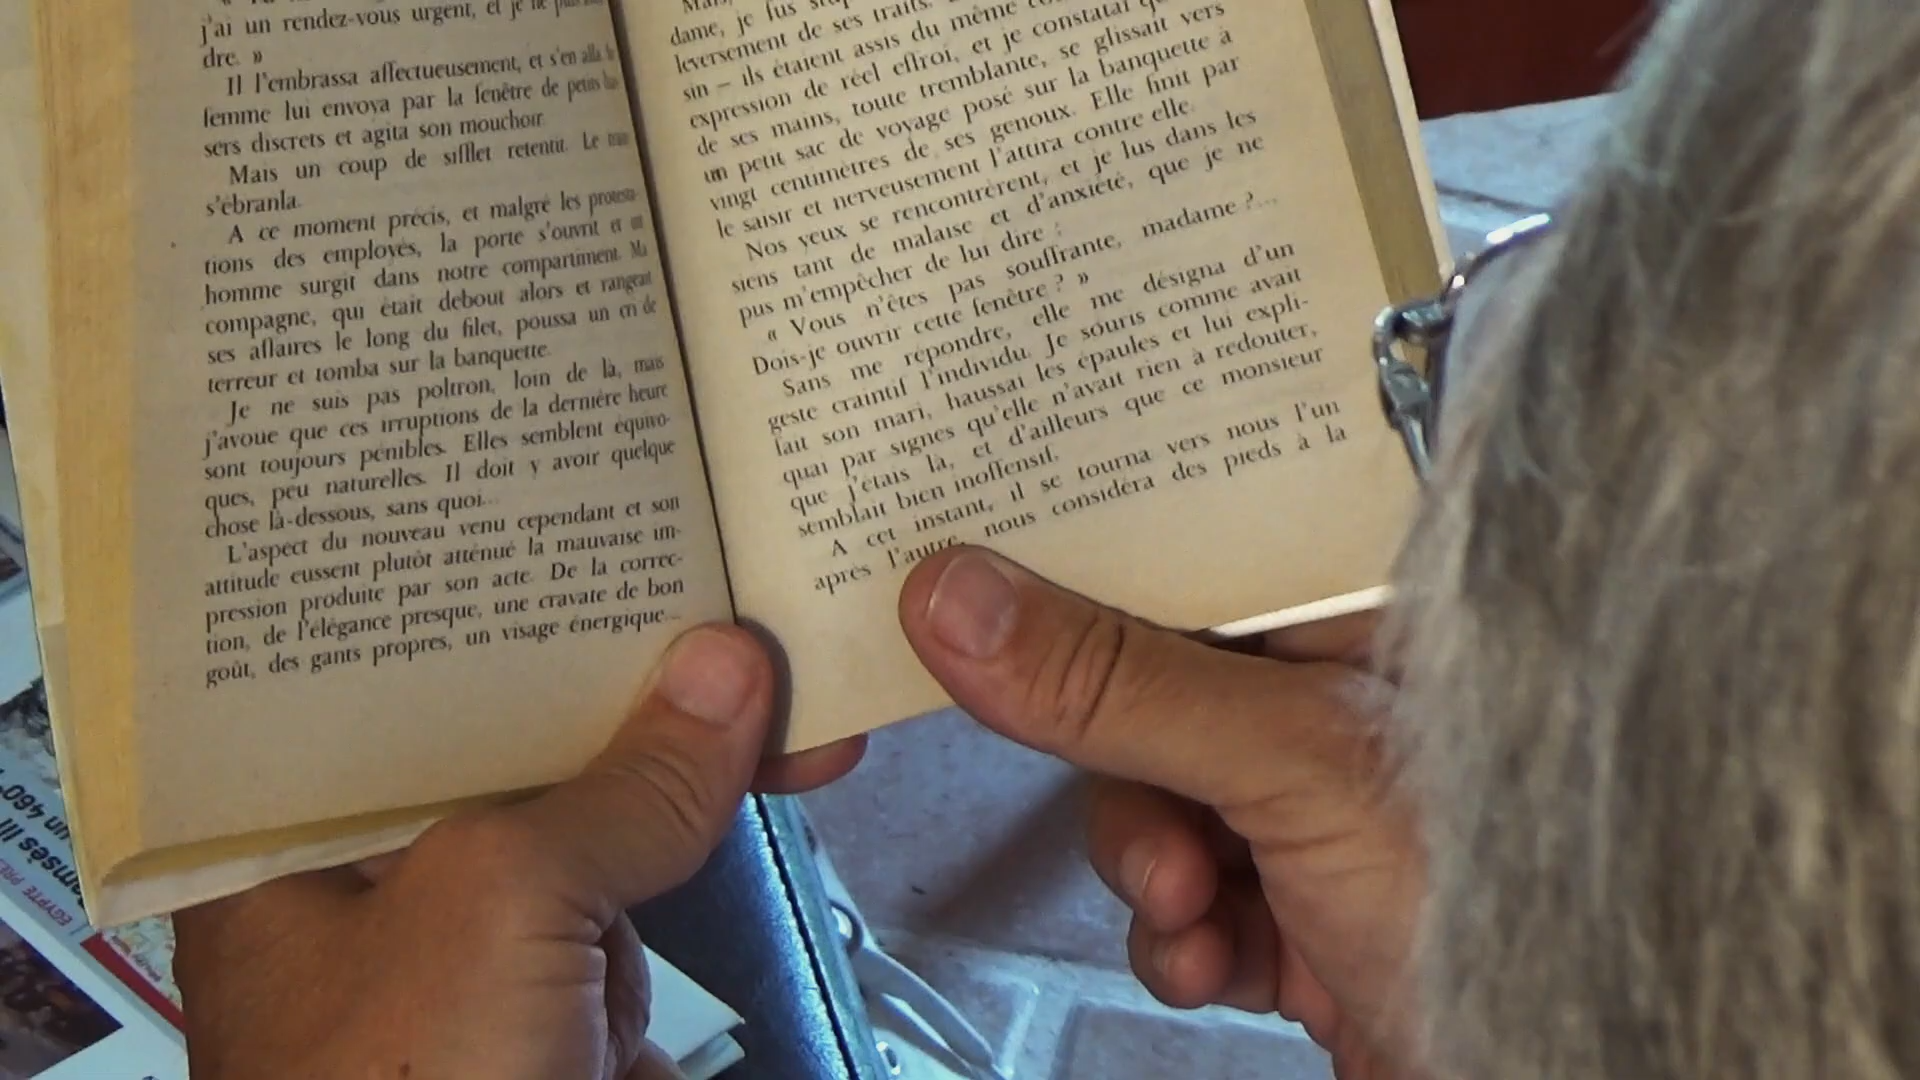 j'ai un rendez-vous urgent, et je ne
dre. »
Il l'embrassa affectueusement, et s'en alla
femme lui envoya par la fenêtre de petits
sers discrets et agita son mouchoir.
Mais un coup de sifflet retentit. Le
s'ébranla.
A ce moment précis, et malgré les protesta-
tions des employés, la porte s'ouvrit et un
homme surgit dans notre compartiment. Ma
compagne, qui était debout alors et rangeait
ses affaires le long du filet, poussa un cri de
terreur et tomba sur la banquette.
Je ne suis pas poltron, loin de là, mais
j'avoue que ces irruptions de la dernière heure
sont toujours pénibles. Elles semblent équivo-
ques, peu naturelles. Il doit y avoir quelque
chose là-dessous, sans quoi...
L'aspect du nouveau venu cependant et son
attitude eussent plutôt atténué la mauvaise im-
pression produite par son acte. De la correc-
tion, de l'élégance presque, une cravate de bon
goût, des gants propres, un visage énergique...
Mais,
dame, je fus
leversement de ses traits.
sin – ils étaient assis du même
expression de réel effroi, et je constatai
de ses mains, toute tremblante, se glissait vers
un petit sac de voyage posé sur la banquette à
vingt centimètres de ses genoux. Elle finit par
le saisir et nerveusement l'attira contre elle.
Nos yeux se rencontrèrent, et je lus dans les
siens tant de malaise et d'anxiété, que je ne
pus m'empêcher de lui dire :
« Vous n'êtes pas souffrante, madame ?...
Dois-je ouvrir cette fenêtre ? »
Sans me répondre, elle me désigna d'un
geste craintif l'individu. Je souris comme avait
fait son mari, haussai les épaules et lui expli-
quai par signes qu'elle n'avait rien à redouter,
que j'étais là, et d'ailleurs que ce monsieur
semblait bien inoffensif.
A cet instant, il se tourna vers nous l'un
après l'autre, nous considéra des pieds à la
un 460
amsès III
EGYPTE